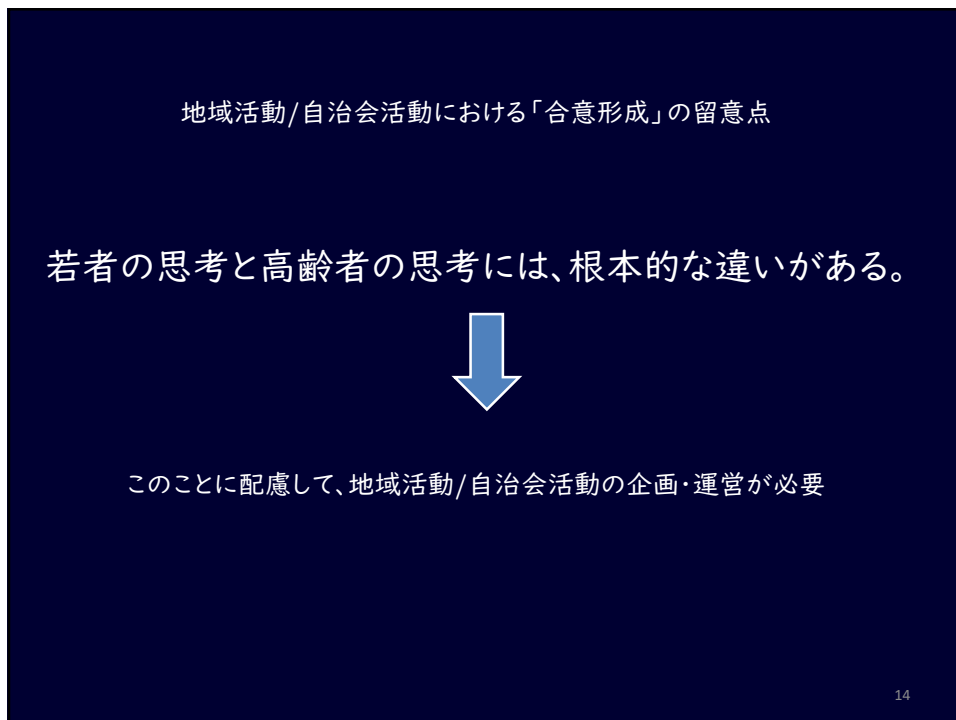 地域活動/自治会活動における「合意形成」の留意点
若者の思考と高齢者の思考には、根本的な違いがある。
このことに配慮して、地域活動/自治会活動の企画・運営が必要
14